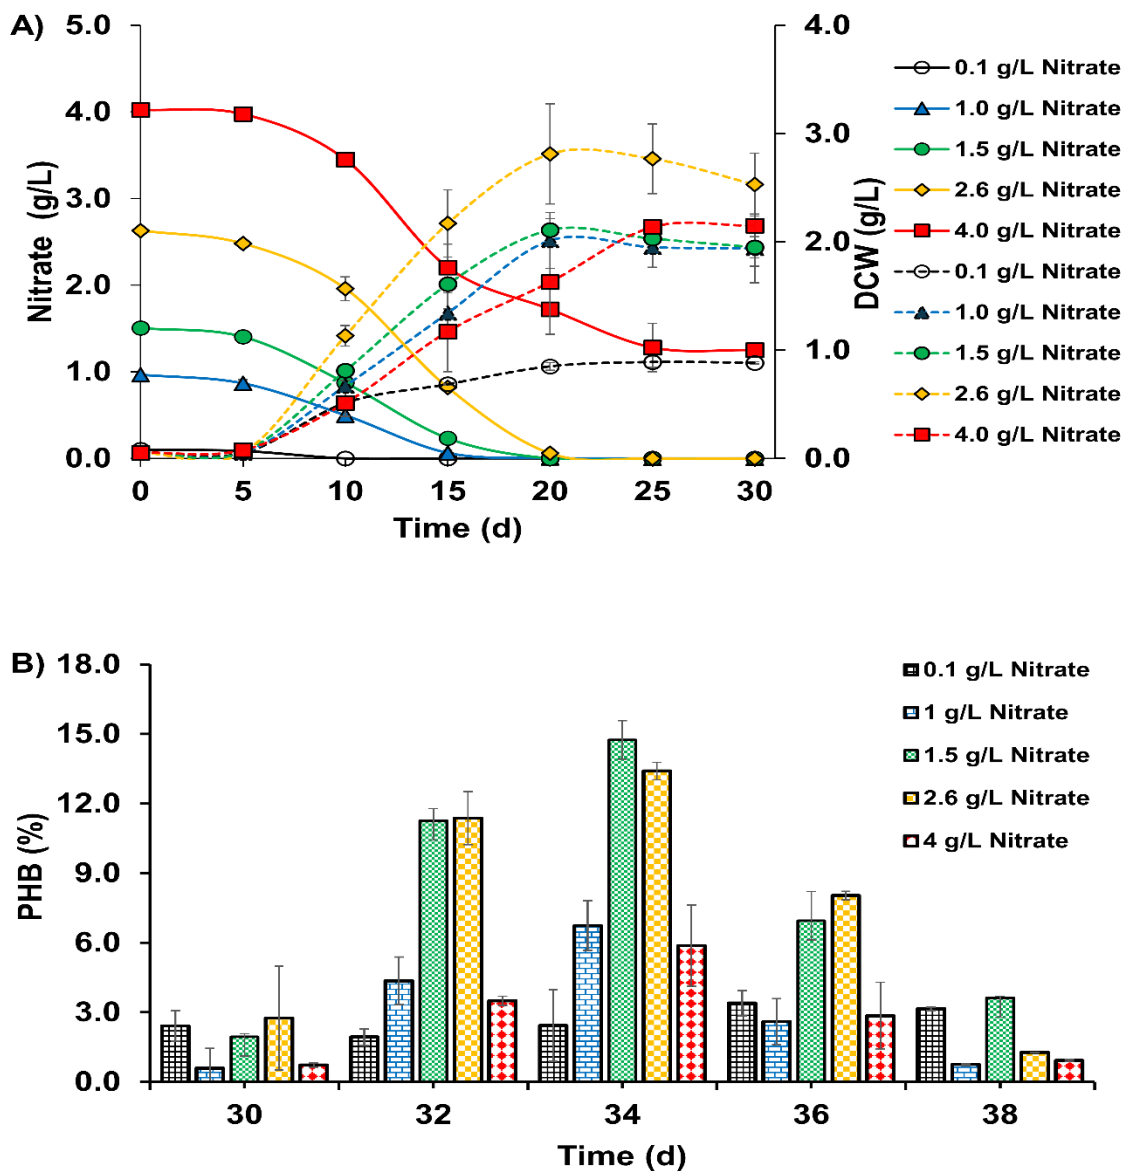 A)
5.0
4.0
3.0
2.0
1.0
0.0
Nitrate (g/L)
4.0
3.0
2.0
1.0
0.0
DCW (g/L)
0 5 10 15 20 25 30
Time (d)
0.1 g/L Nitrate
1.0 g/L Nitrate
1.5 g/L Nitrate
2.6 g/L Nitrate
4.0 g/L Nitrate
0.1 g/L Nitrate
1.0 g/L Nitrate
1.5 g/L Nitrate
2.6 g/L Nitrate
4.0 g/L Nitrate
B)
18.0
15.0
12.0
9.0
6.0
3.0
0.0
PHB (%)
30 32 34 36 38
Time (d)
0.1 g/L Nitrate
1 g/L Nitrate
1.5 g/L Nitrate
2.6 g/L Nitrate
4 g/L Nitrate